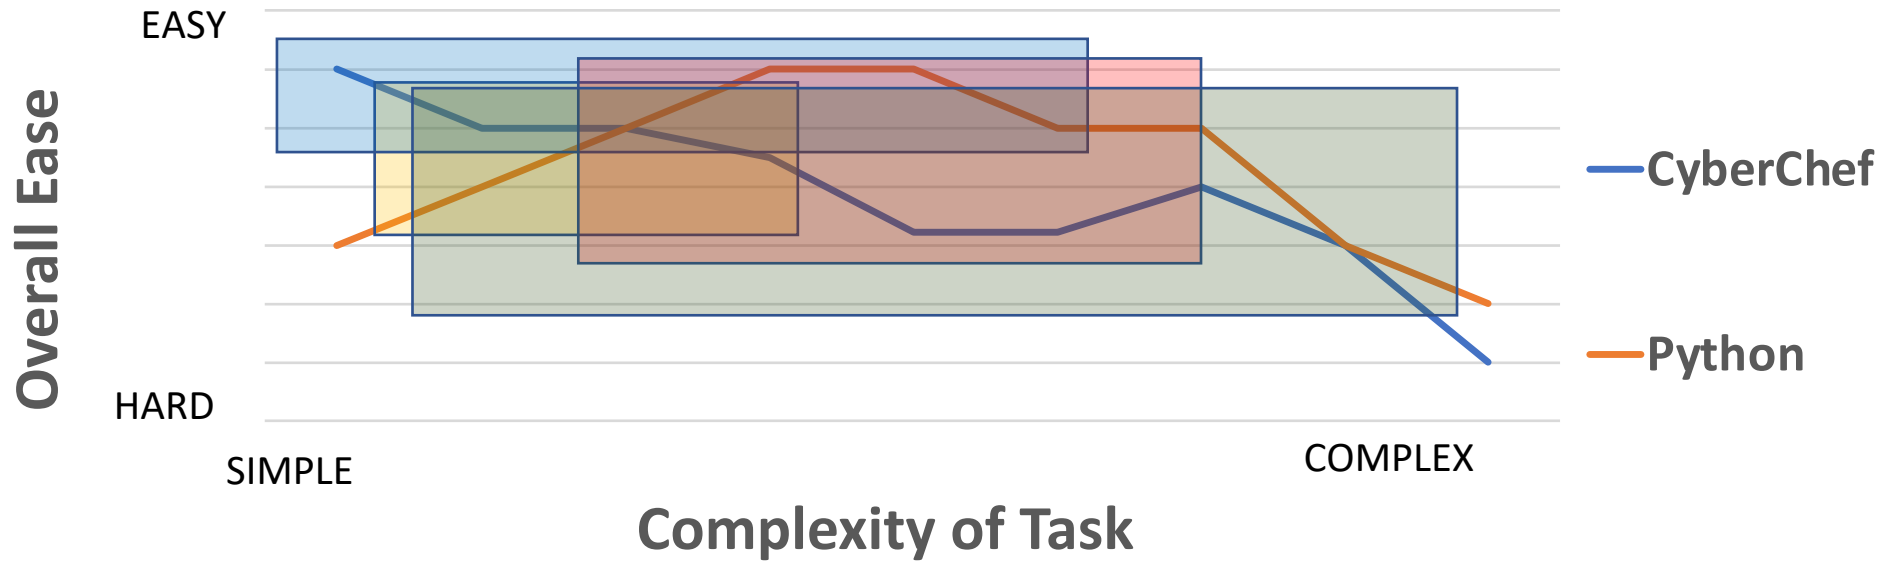 EASY
Overall Ease
HARD
SIMPLE
COMPLEX
Complexity of Task
CyberChef
Python